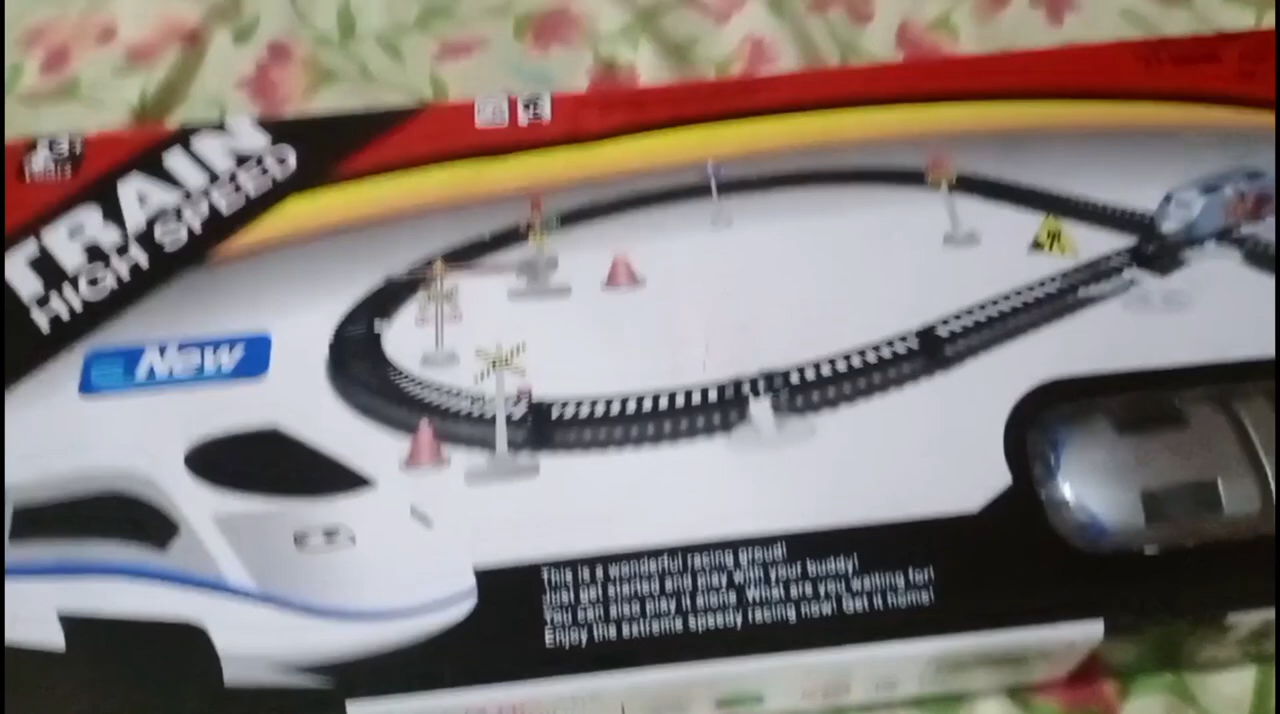 TRAIN
HIGH SPEED
New
This is a wonderful racing groud!
Just get started and play with your buddy!
You can also play it alone. What are you waiting for!
Enjoy the extreme speedy racing now! Get it home!